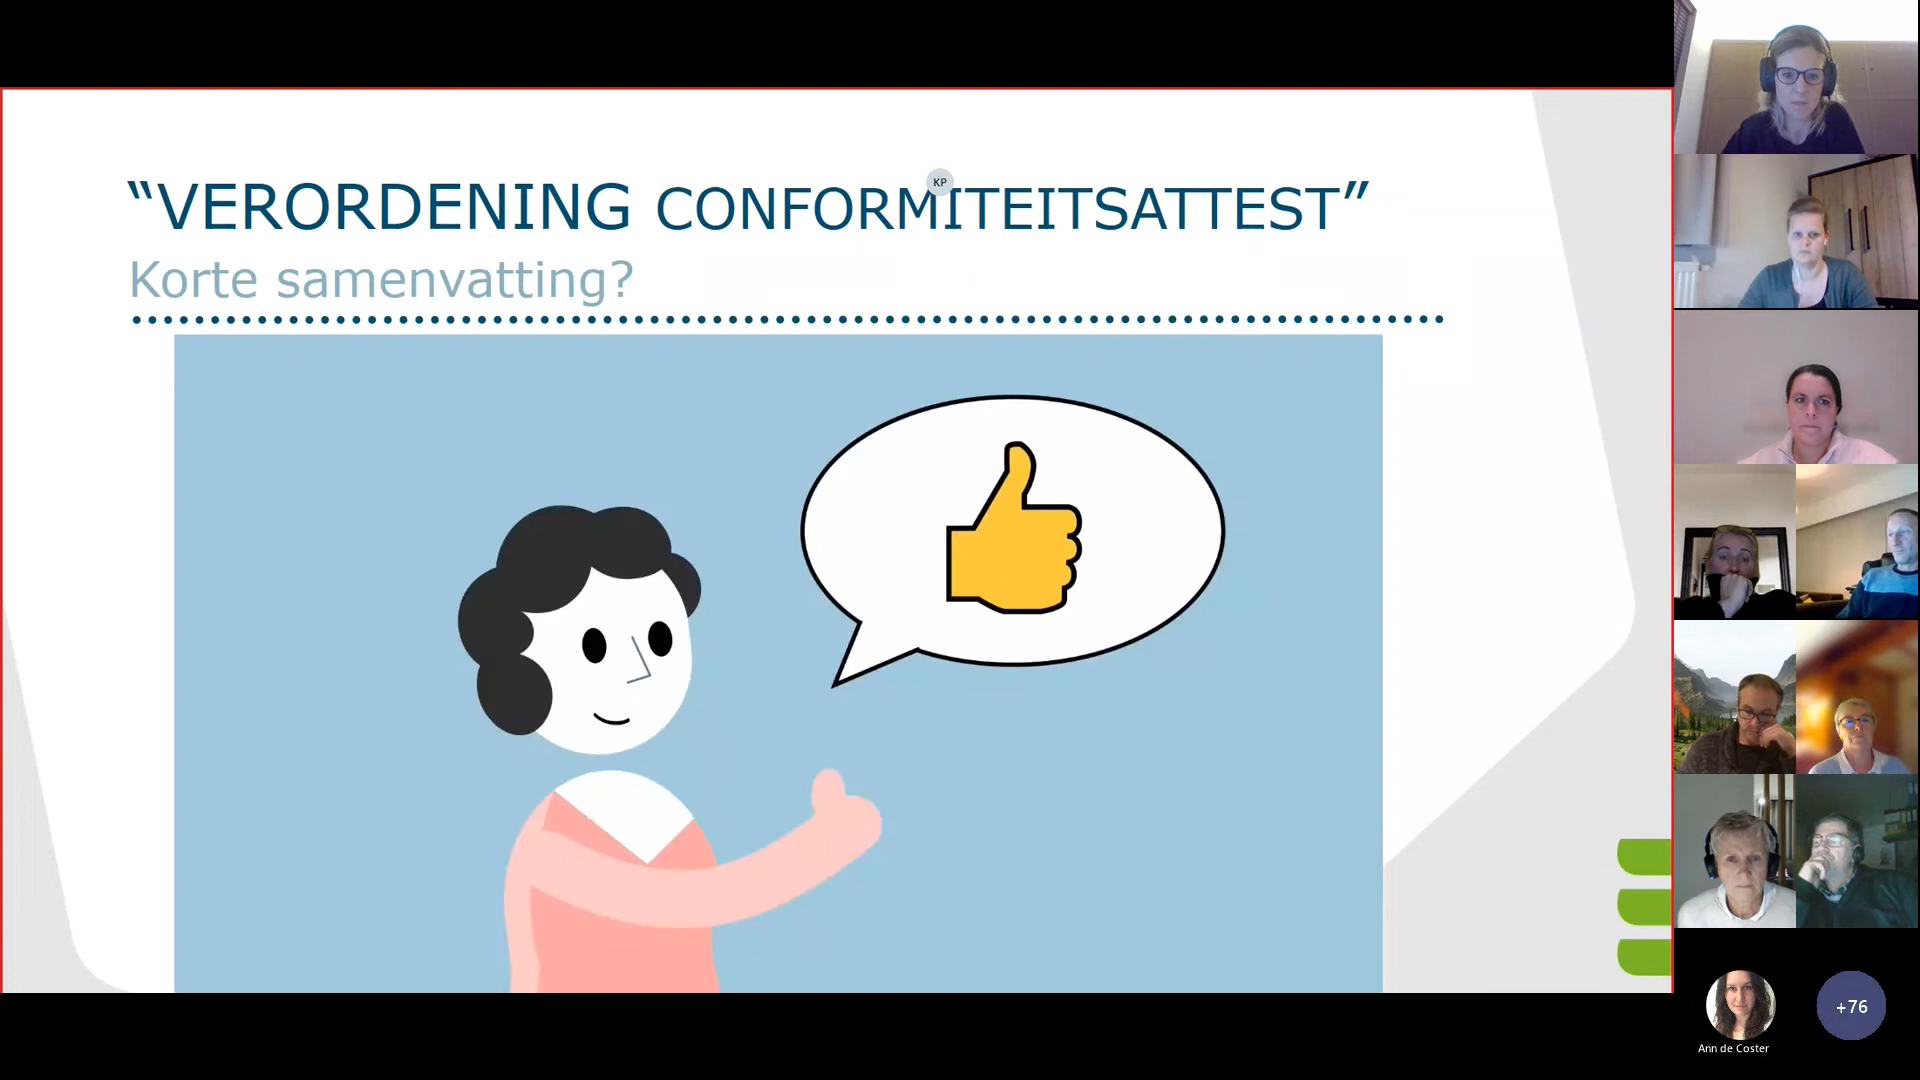 “VERORDENING CONFORMITEITSATTEST”
KP
Korte samenvatting?
+76
Ann de Coster